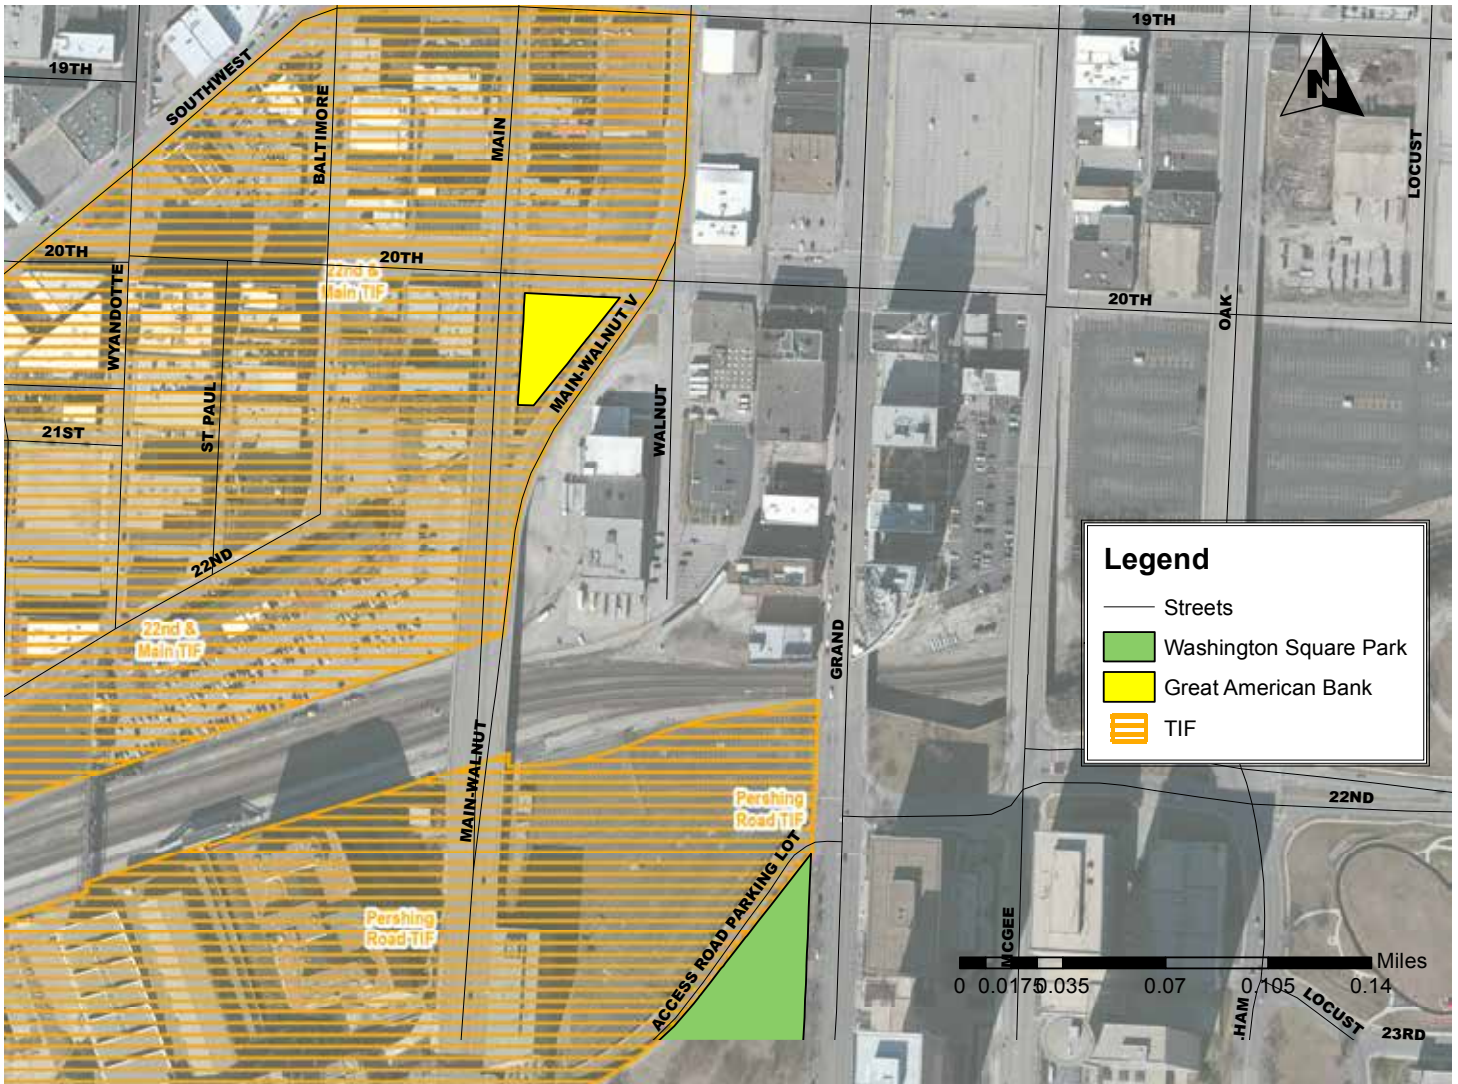 19TH
19TH
SOUTHWEST
BALTIMORE
MAIN
N
LOCUST
20TH
20TH
22nd &
Main TIF
WYANDOTTE
ST PAUL
MAIN-WALNUT V
20TH
OAK
21ST
WALNUT
22ND
22nd &
Main TIF
GRAND
Legend
Streets
Washington Square Park
Great American Bank
TIF
MAIN-WALNUT
Pershing
Road TIF
22ND
ACCESS ROAD PARKING LOT
Pershing
Road TIF
MCGEE
Miles
0 0.0175 0.035 0.07 0.105 0.14
.HAM
LOCUST
23RD